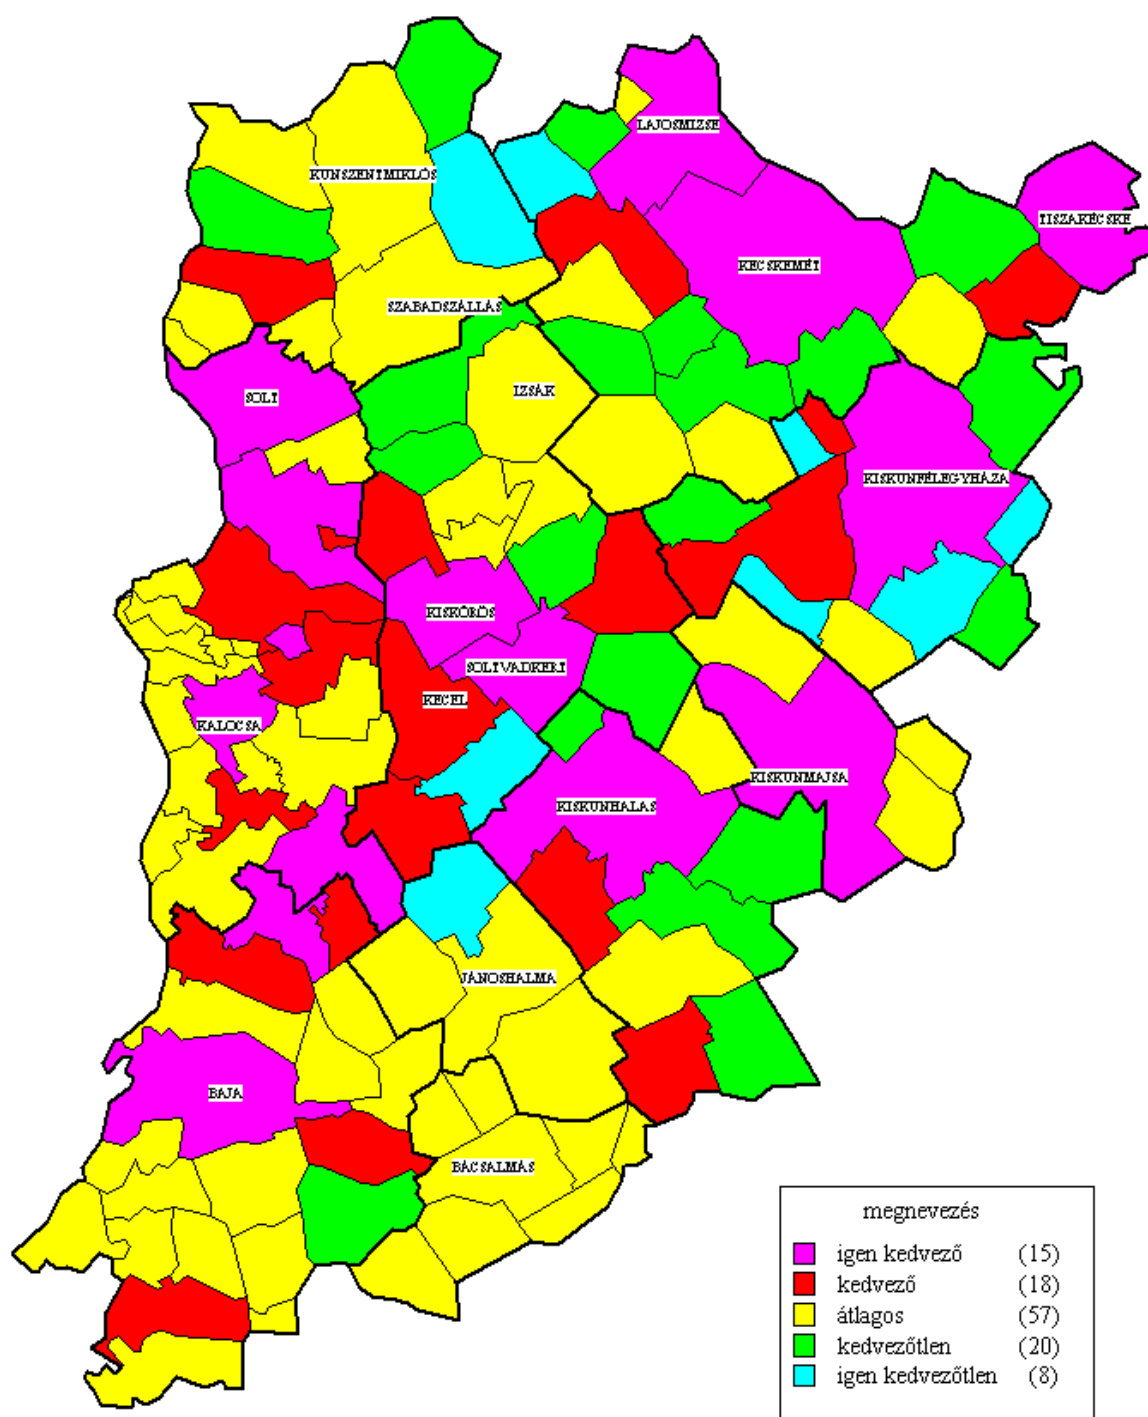 LAJOSMIZSE
KUNSZENTMIKLÓS
TISZAKÉCSKE
KECSKEMÉT
SZABADSZÁLLÁS
IZSÁK
SOLT
KISKUNFÉLEGYHÁZA
KISKŐRÖS
SOLTVADKERT
KECEL
KALOCSA
KISKUNMAJSA
KISKUNHALAS
JÁNOSHALMA
BAJA
BÁCSALMÁS
megnevezés
igen kedvező (15)
kedvező (18)
átlagos (57)
kedvezőtlen (20)
igen kedvezőtlen (8)